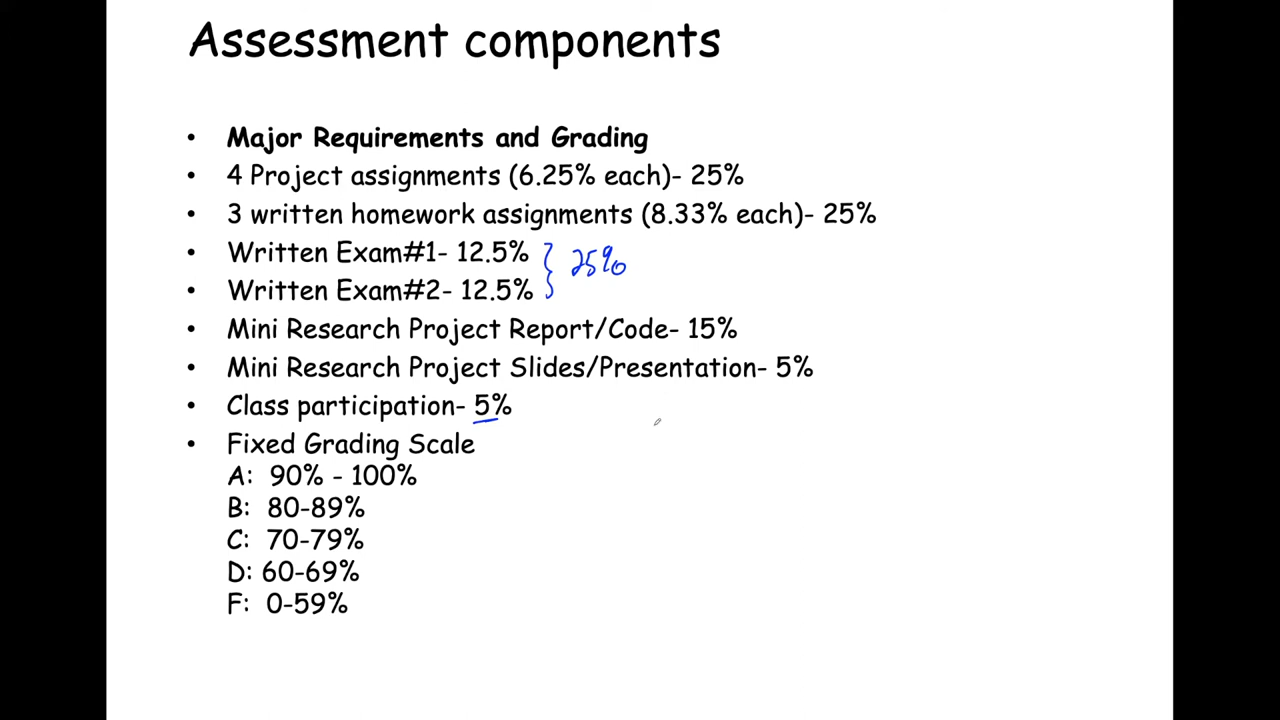 Assessment components
• Major Requirements and Grading
• 4 Project assignments (6.25% each)- 25%
• 3 written homework assignments (8.33% each)- 25%
• Written Exam#1- 12.5%
25%
• Written Exam#2- 12.5%
• Mini Research Project Report/Code- 15%
• Mini Research Project Slides/Presentation- 5%
• Class participation- 5%
• Fixed Grading Scale
A: 90% - 100%
B: 80-89%
C: 70-79%
D: 60-69%
F: 0-59%